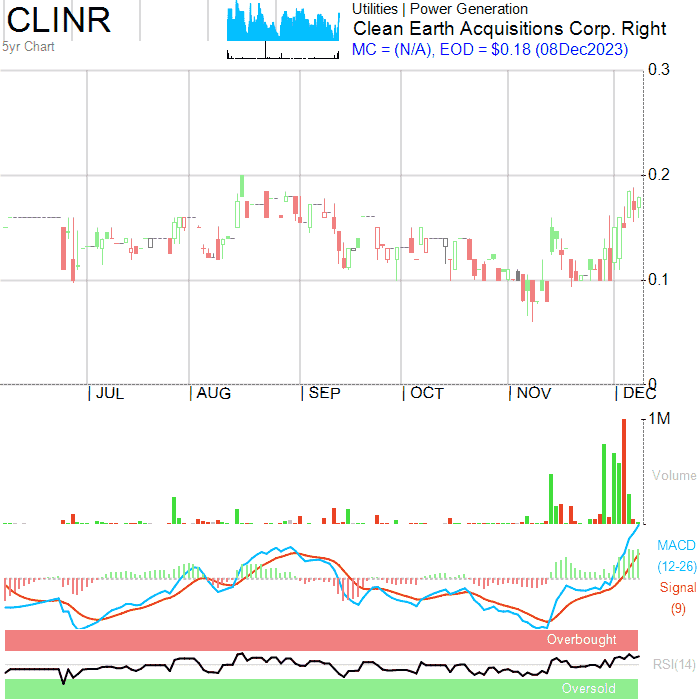 CLINR
5yr Chart
Utilities | Power Generation
Clean Earth Acquisitions Corp. Right
MC = (N/A), EOD = $0.18 (08Dec2023)
0.3
0.2
0.1
0
JUL
AUG
SEP
OCT
NOV
DEC
1M
Volume
MACD
(12-26)
Signal
(9)
Overbought
RSI(14)
Oversold